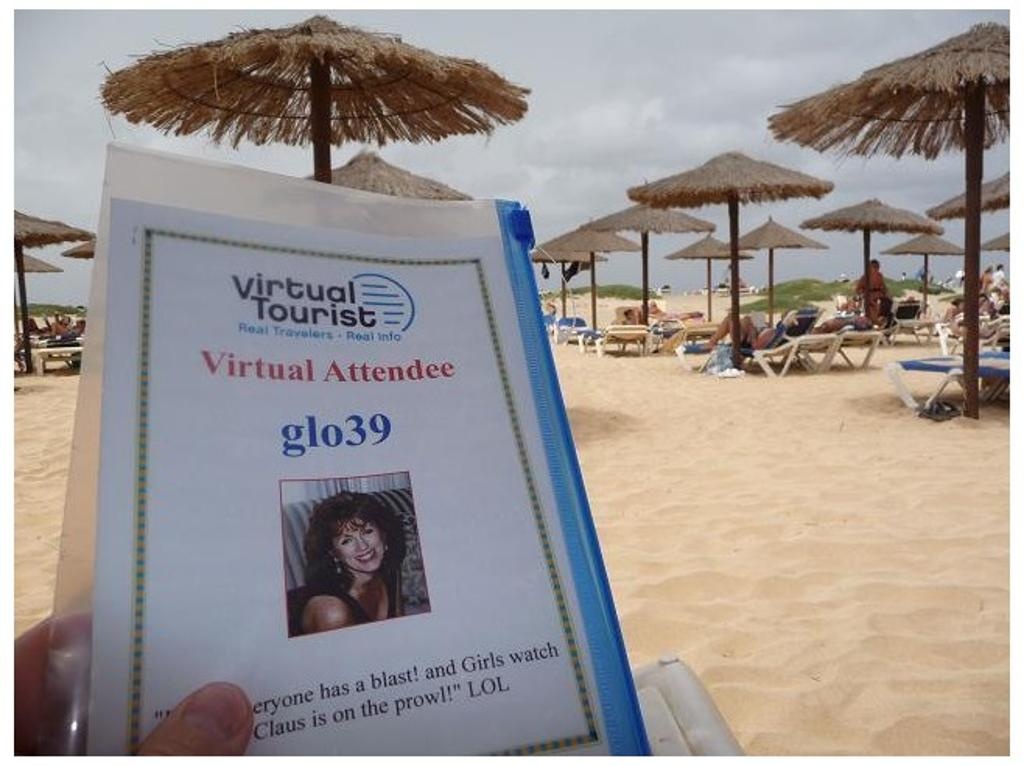 Virtual
Tourist
Real Travelers - Real Info
Virtual Attendee
glo39
eryone has a blast! and Girls watch
Claus is on the prowl!" LOL